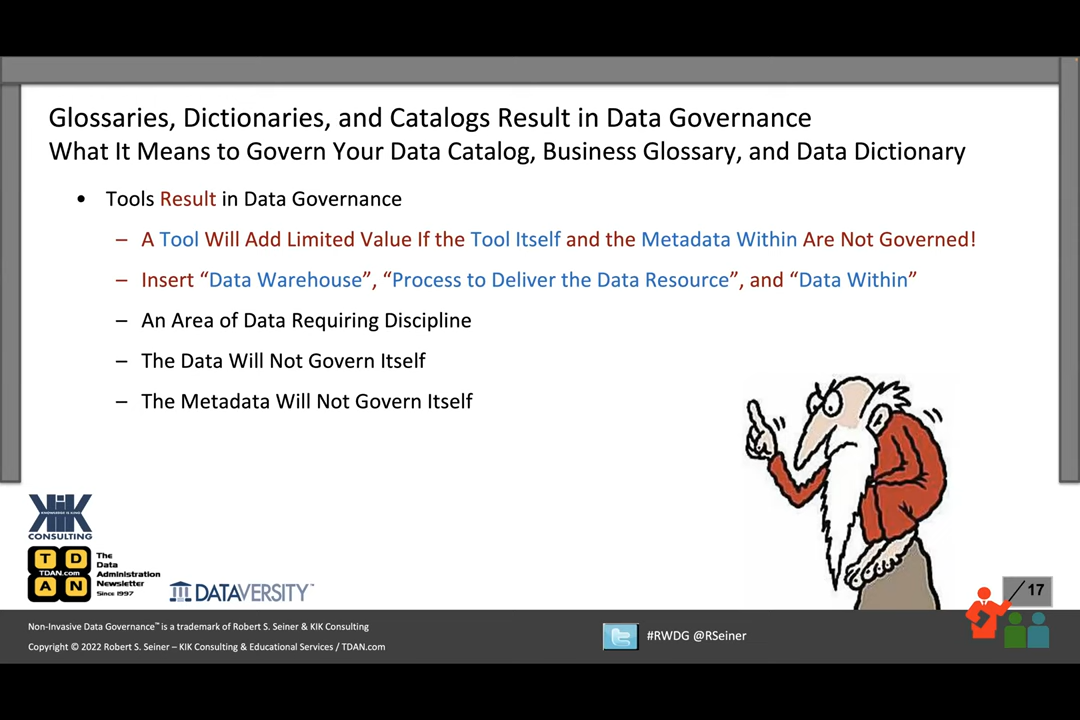 Glossaries, Dictionaries, and Catalogs Result in Data Governance
What It Means to Govern Your Data Catalog, Business Glossary, and Data Dictionary
• Tools Result in Data Governance
– A Tool Will Add Limited Value If the Tool Itself and the Metadata Within Are Not Governed!
– Insert “Data Warehouse”, “Process to Deliver the Data Resource”, and “Data Within”
– An Area of Data Requiring Discipline
– The Data Will Not Govern Itself
– The Metadata Will Not Govern Itself
KIK
CONSULTING
T D
TDAN.com
A N
The
Data
Administration
Newsletter
Since 1997
DATAVERSITY™
17
Non-Invasive Data Governance™ is a trademark of Robert S. Seiner & KIK Consulting
Copyright © 2022 Robert S. Seiner – KIK Consulting & Educational Services / TDAN.com
#RWDG @RSeiner